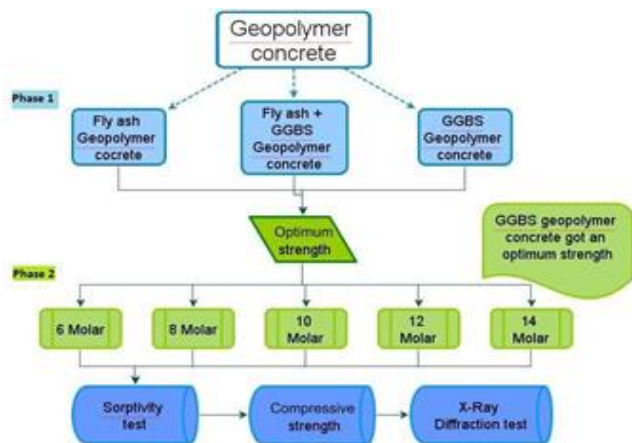 Geopolymer
concrete
Phase 1
Fly ash
Geopolymer
cocrete
Fly ash +
GGBS
Geopolymer
concrete
GGBS
Geopolymer
concrete
Optimum
strength
GGBS geopolymer
concrete got an
optimum strength
Phase 2
6 Molar
8 Molar
10
Molar
12
Molar
14
Molar
Sorptivity
test
Compressive
strength
X-Ray
Diffraction test